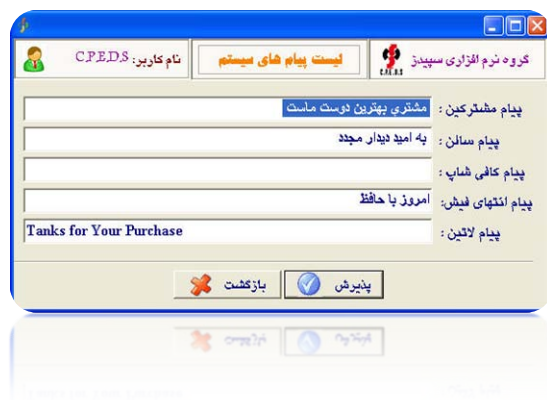 گروه نرم افزاری سپیدز
C.P.E.D.S
لیست پیام های سیستم
نام کاربر: C.P.E.D.S
پیام مشترکین : مشتري بهترین دوست ماست
پیام سالن : به امید دیدار مجدد
پیام کافی شاپ :
پیام انتهای فیش: امروز با حافظ
پیام لاتین : Tanks for Your Purchase
پذیرش
بازگشت